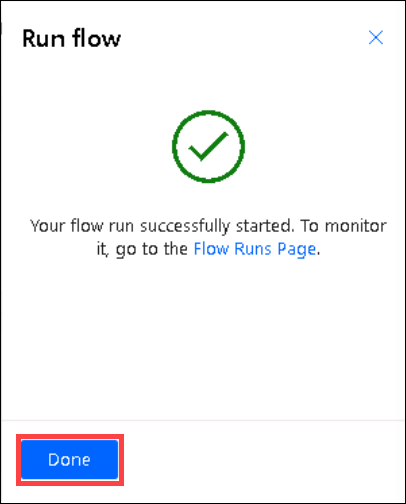 Run flow
Your flow run successfully started. To monitor
it, go to the Flow Runs Page.
Done